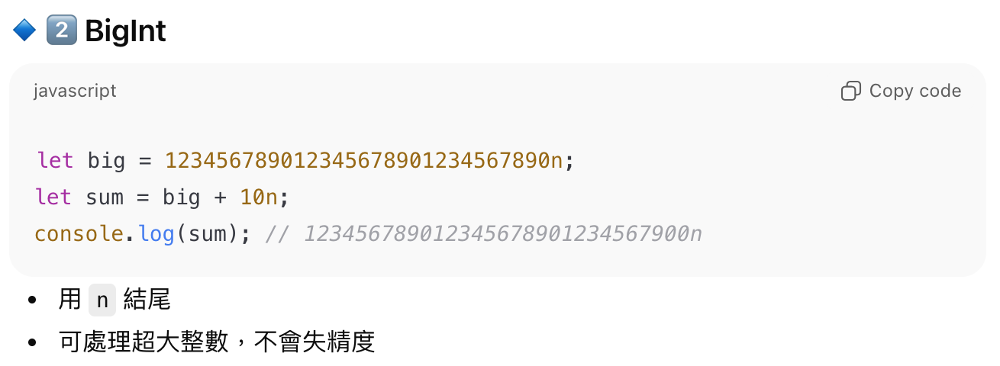 🔷 2️⃣ BigInt
javascript
Copy code
let big = 123456789012345678901234567890n;
let sum = big + 10n;
console.log(sum); // 123456789012345678901234567900n
• 用 n 結尾
• 可處理超大整數，不會失精度